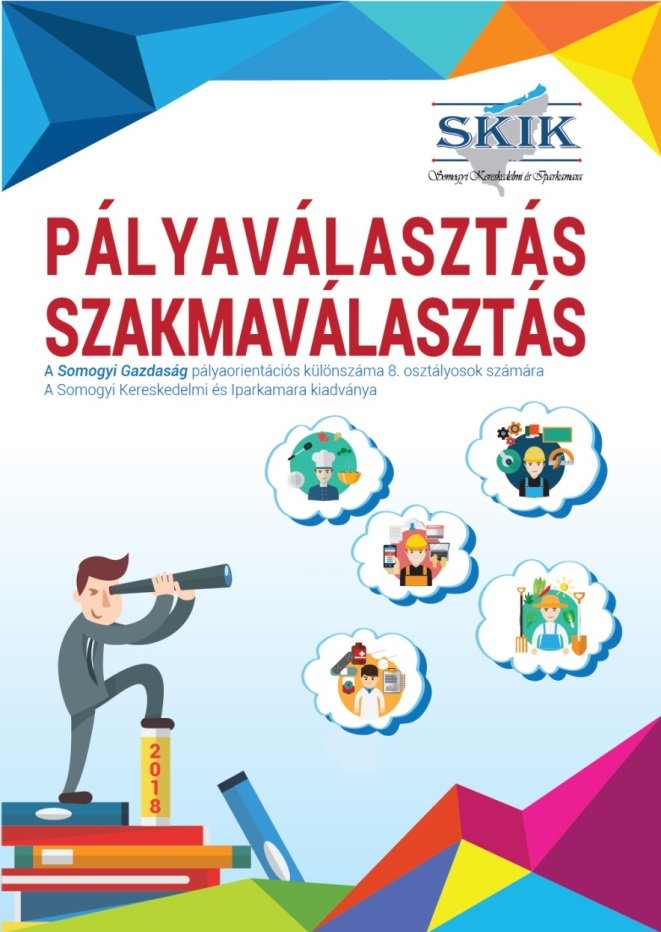 SKIK
Somogyi Kereskedelmi és Iparkamara
PÁLYAVÁLASZTÁS
SZAKMAVÁLASZTÁS
A Somogyi Gazdaság pályaorientációs különszáma 8. osztályosok számára
A Somogyi Kereskedelmi és Iparkamara kiadványa
2018